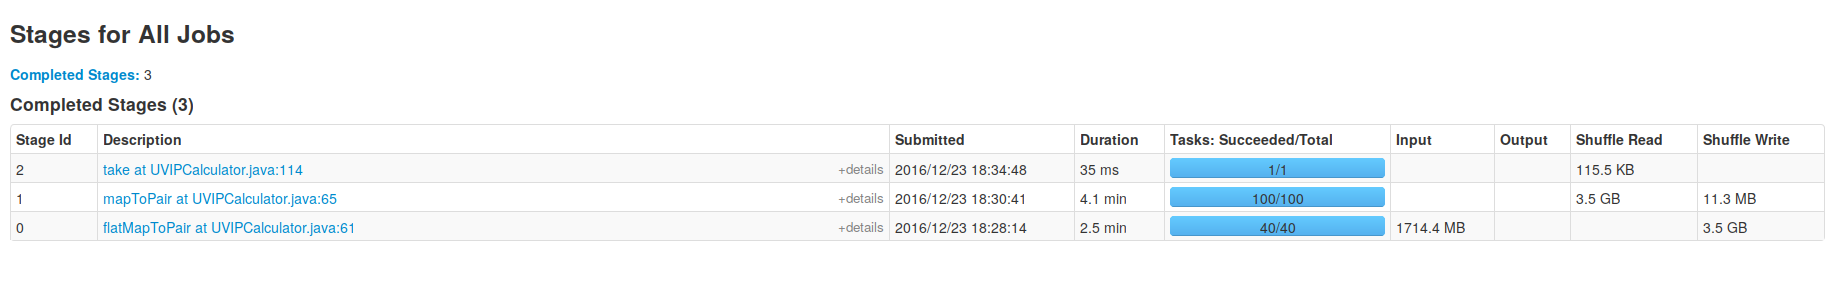 Stages for All Jobs
Completed Stages: 3
Completed Stages (3)
Stage Id Description Submitted Duration Tasks: Succeeded/Total Input Output Shuffle Read Shuffle Write
2 take at UVIPCalculator.java:114 +details 2016/12/23 18:34:48 35 ms 1/1 115.5 KB
1 mapToPair at UVIPCalculator.java:65 +details 2016/12/23 18:30:41 4.1 min 100/100 3.5 GB 11.3 MB
0 flatMapToPair at UVIPCalculator.java:61 +details 2016/12/23 18:28:14 2.5 min 40/40 1714.4 MB 3.5 GB